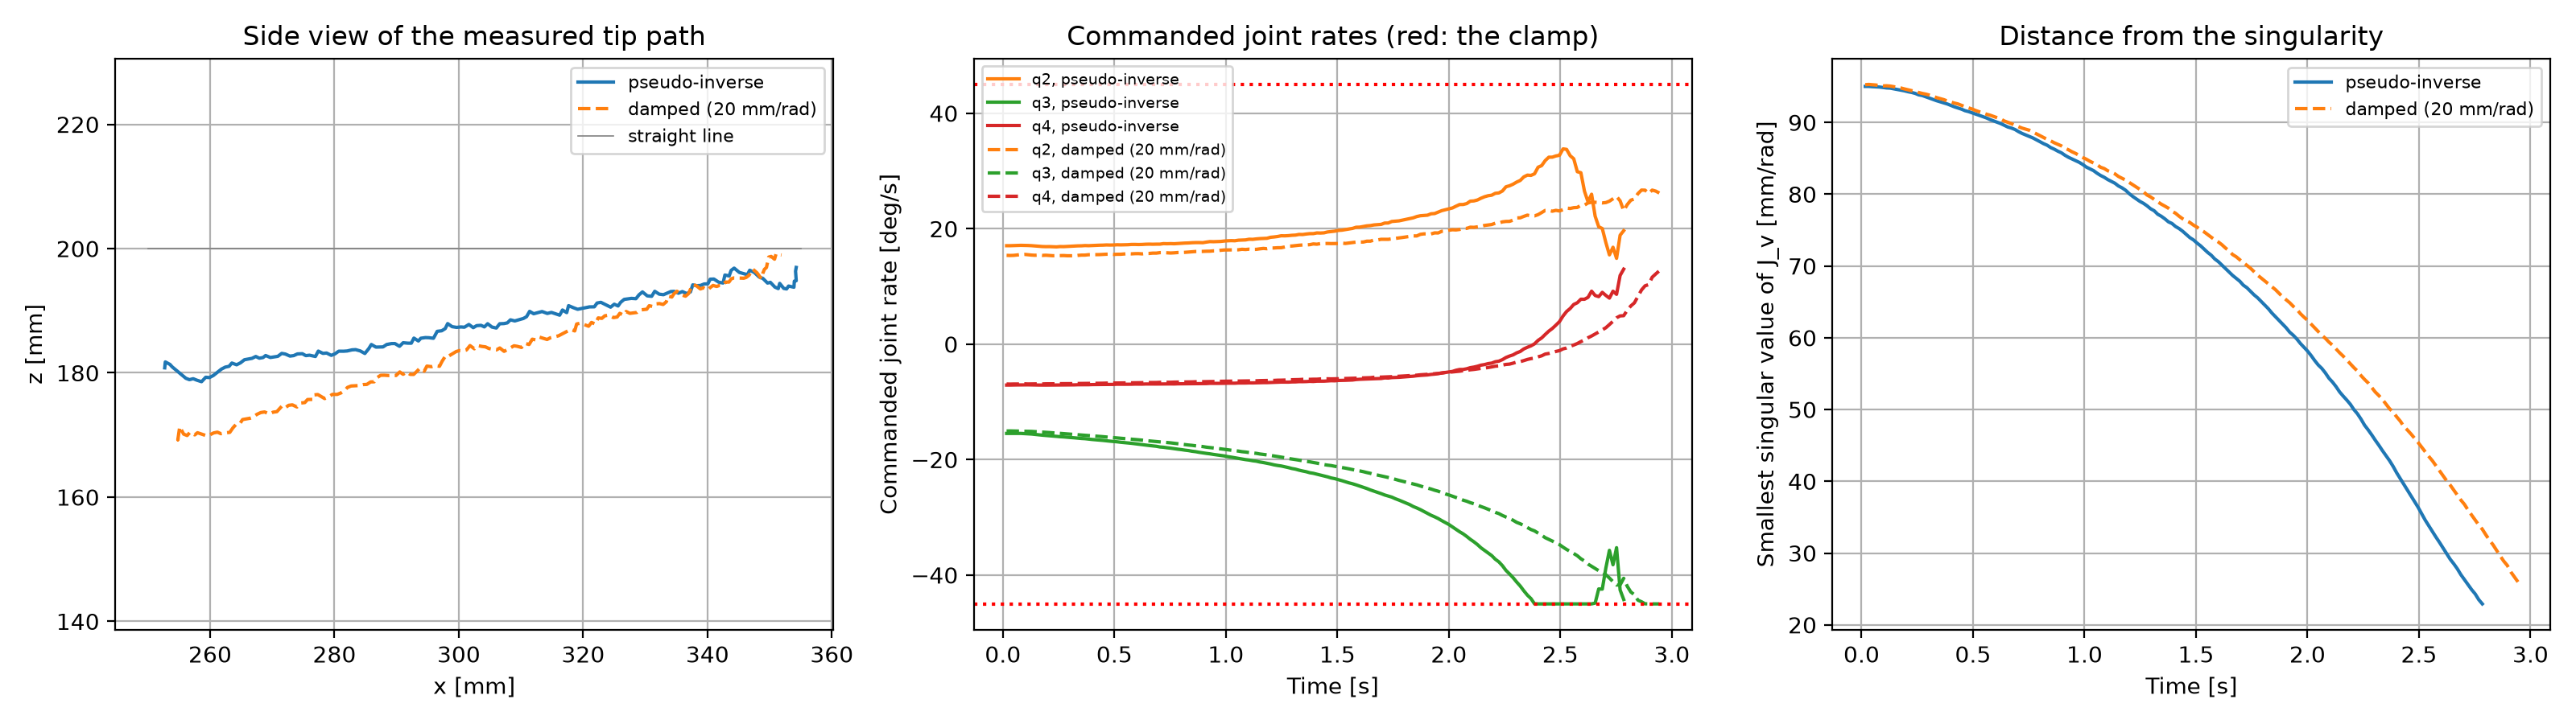 Side view of the measured tip path
pseudo-inverse
damped (20 mm/rad)
straight line
220
200
180
160
140
z [mm]
260
280
300
320
340
360
x [mm]
Commanded joint rates (red: the clamp)
q2, pseudo-inverse
q3, pseudo-inverse
q4, pseudo-inverse
q2, damped (20 mm/rad)
q3, damped (20 mm/rad)
q4, damped (20 mm/rad)
40
20
0
−20
−40
Commanded joint rate [deg/s]
0.0
0.5
1.0
1.5
2.0
2.5
3.0
Time [s]
Distance from the singularity
pseudo-inverse
damped (20 mm/rad)
90
80
70
60
50
40
30
20
Smallest singular value of J_v [mm/rad]
0.0
0.5
1.0
1.5
2.0
2.5
3.0
Time [s]